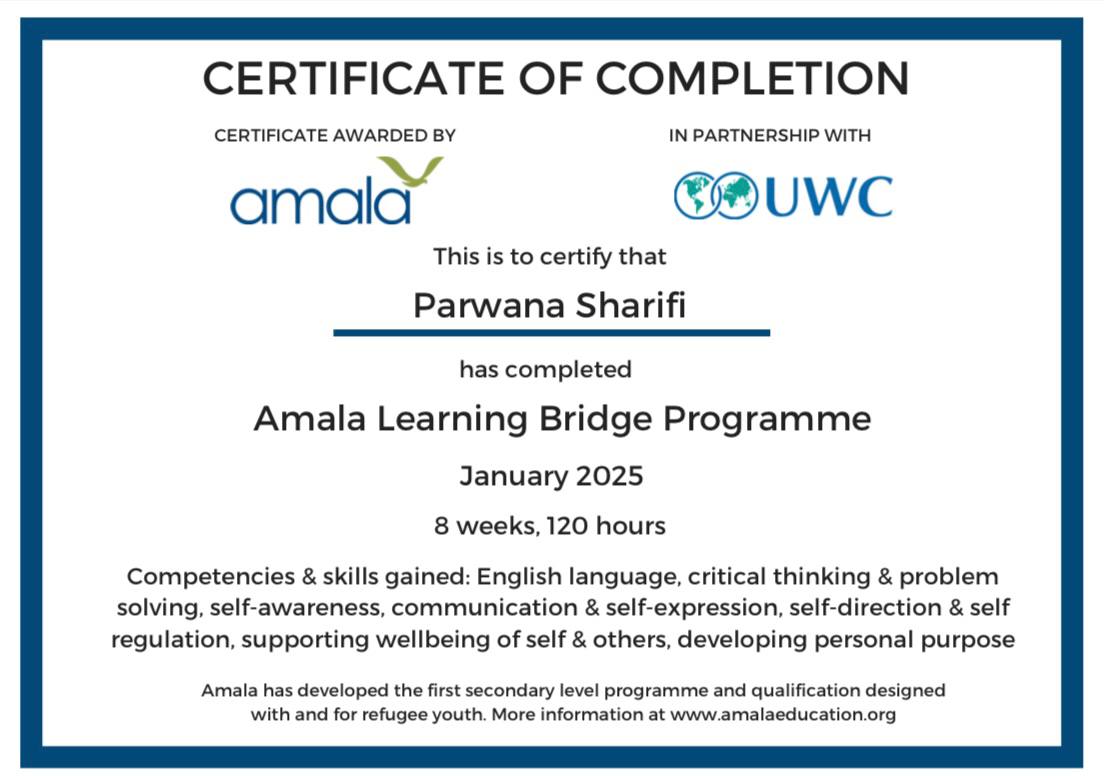 CERTIFICATE OF COMPLETION
CERTIFICATE AWARDED BY
IN PARTNERSHIP WITH
amala
UWC
This is to certify that
Parwana Sharifi
has completed
Amala Learning Bridge Programme
January 2025
8 weeks, 120 hours
Competencies & skills gained: English language, critical thinking & problem
solving, self-awareness, communication & self-expression, self-direction & self
regulation, supporting wellbeing of self & others, developing personal purpose
Amala has developed the first secondary level programme and qualification designed
with and for refugee youth. More information at www.amalaeducation.org